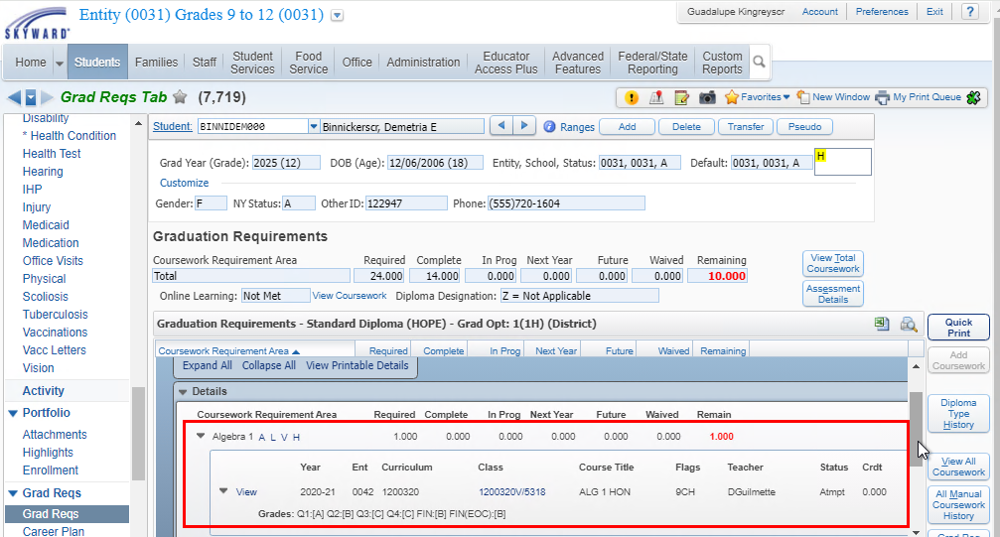 SKYWARD
Entity (0031) Grades 9 to 12 (0031)
Guadalupe Kingreyscr Account Preferences Exit ?
Home Students Families Staff Student Services Food Service Office Administration Educator Access Plus Advanced Features Federal/State Reporting Custom Reports
Grad Reqs Tab (7,719)
Favorites New Window My Print Queue
Disability
* Health Condition
Health Test
Hearing
IHP
Injury
Medicaid
Medication
Office Visits
Physical
Scoliosis
Tuberculosis
Vaccinations
Vacc Letters
Vision
Activity
Portfolio
Attachments
Highlights
Enrollment
Grad Reqs
Grad Reqs
Career Plan
Student: BINNIDEM000 Binnickerscr, Demetria E Ranges Add Delete Transfer Pseudo
Grad Year (Grade): 2025 (12) DOB (Age): 12/06/2006 (18) Entity, School, Status: 0031, 0031, A Default: 0031, 0031, A H
Customize
Gender: F NY Status: A Other ID: 122947 Phone: (555)720-1604
Graduation Requirements
Coursework Requirement Area Required Complete In Prog Next Year Future Waived Remaining
Total 24.000 14.000 0.000 0.000 0.000 0.000 10.000
Online Learning: Not Met View Coursework Diploma Designation: Z = Not Applicable
View Total Coursework
Assessment Details
Graduation Requirements - Standard Diploma (HOPE) - Grad Opt: 1(1H) (District)
Coursework Requirement Area Required Complete In Prog Next Year Future Waived Remaining
Expand All Collapse All View Printable Details
Details
Coursework Requirement Area Required Complete In Prog Next Year Future Waived Remain
Algebra 1 A L V H 1.000 0.000 0.000 0.000 0.000 0.000 1.000
Year Ent Curriculum Class Course Title Flags Teacher Status Crdt
View 2020-21 0042 1200320 1200320V/5318 ALG 1 HON 9CH DGuilmette Atmpt 0.000
Grades: Q1:[A] Q2:[B] Q3:[C] Q4:[C] FIN:[B] FIN(EOC):[B]
Quick Print
Add Coursework
Diploma Type History
View All Coursework
All Manual Coursework History
Grad Req